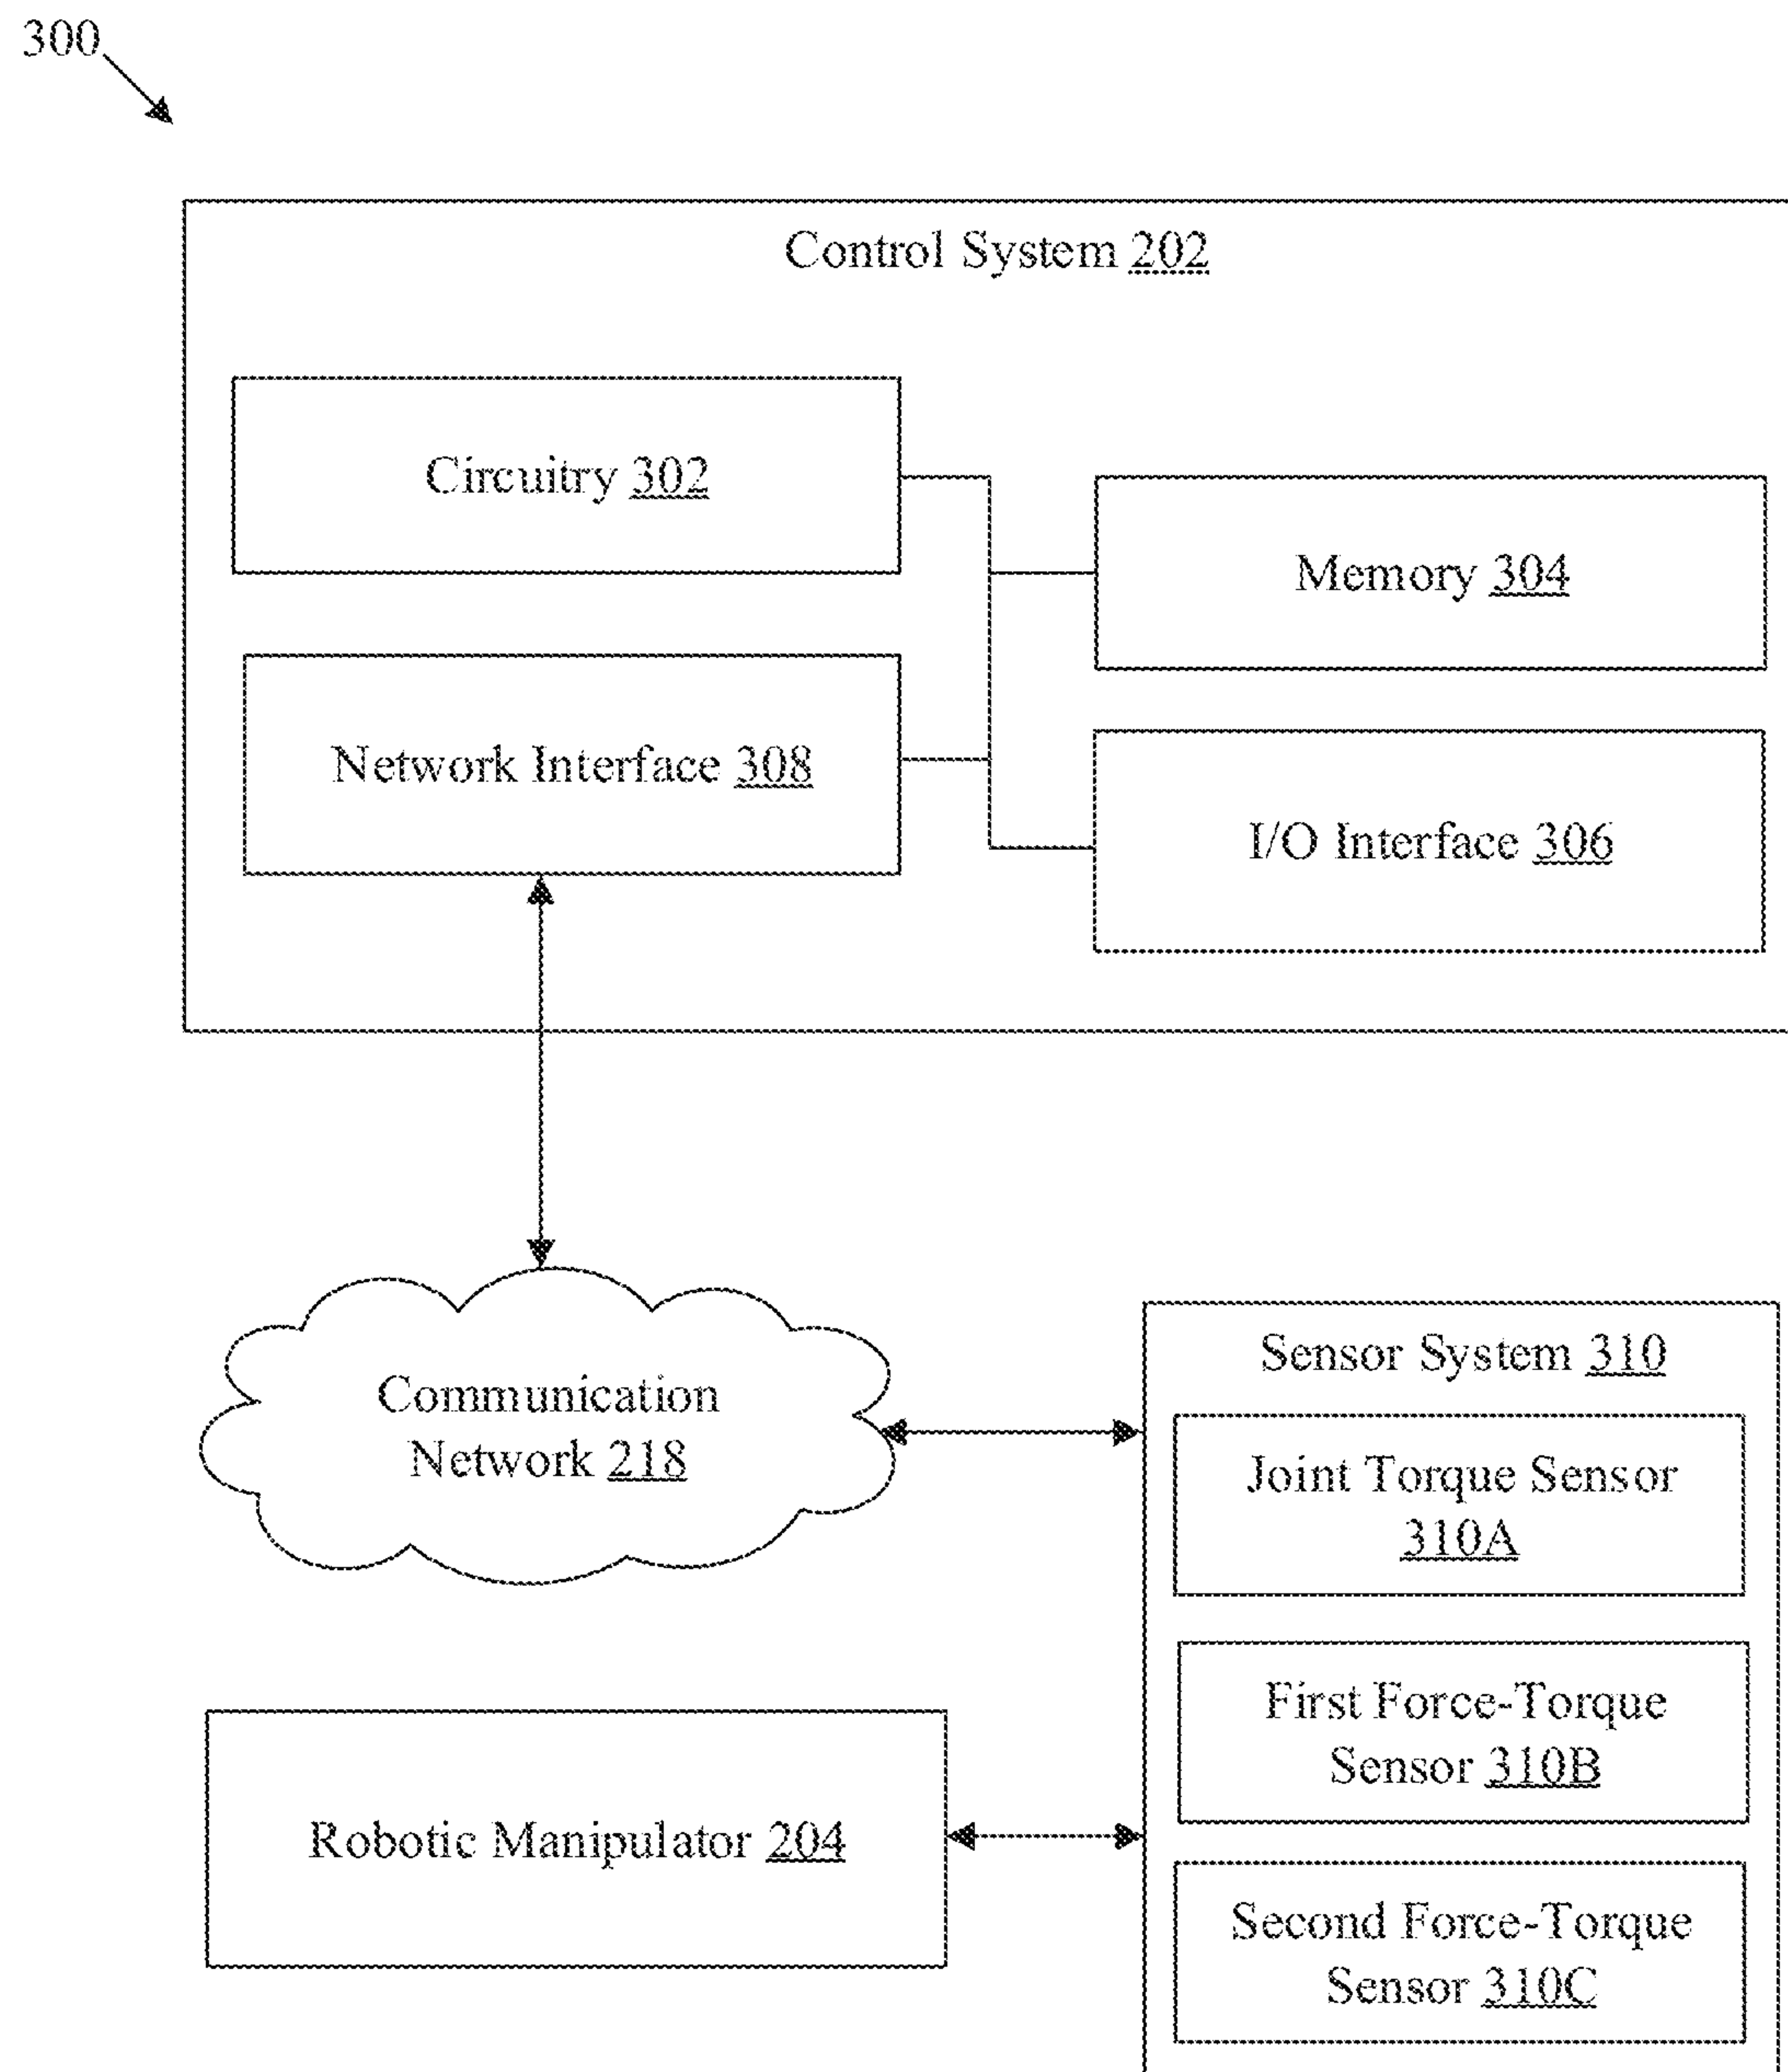 300
Control System 202
Circuitry 302
Memory 304
Network Interface 308
I/O Interface 306
Communication
Network 218
Sensor System 310
Joint Torque Sensor
310A
First Force-Torque
Sensor 310B
Robotic Manipulator 204
Second Force-Torque
Sensor 310C